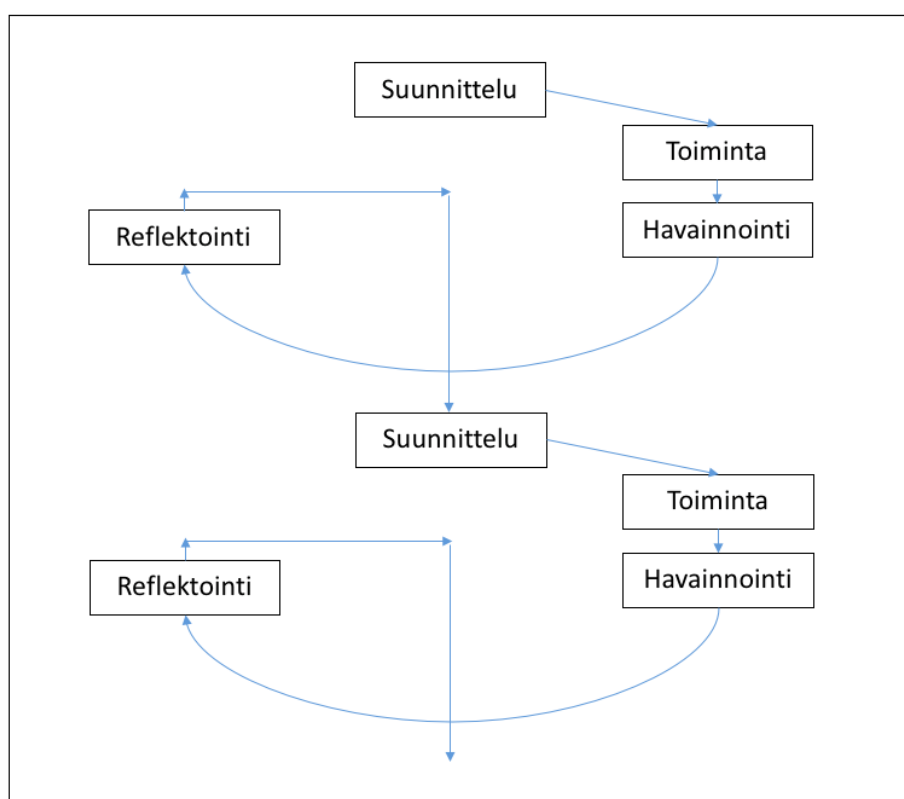 Suunnittelu
Toiminta
Havainnointi
Reflektointi
Suunnittelu
Toiminta
Havainnointi
Reflektointi